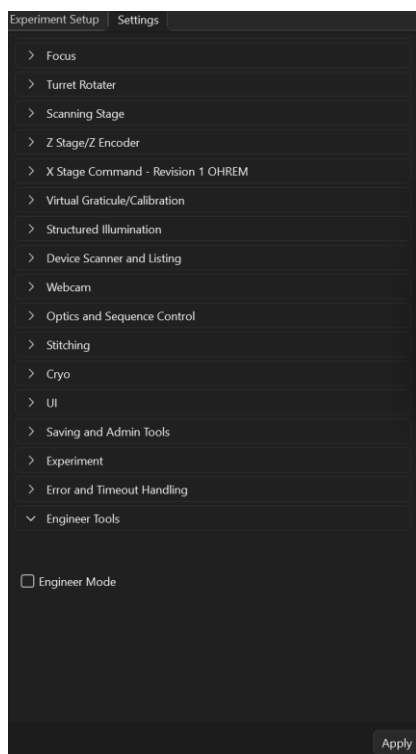 Experiment Setup Settings
Focus
Turret Rotater
Scanning Stage
Z Stage/Z Encoder
X Stage Command - Revision 1 OHREM
Virtual Graticule/Calibration
Structured Illumination
Device Scanner and Listing
Webcam
Optics and Sequence Control
Stitching
Cryo
UI
Saving and Admin Tools
Experiment
Error and Timeout Handling
Engineer Tools
Engineer Mode
Apply